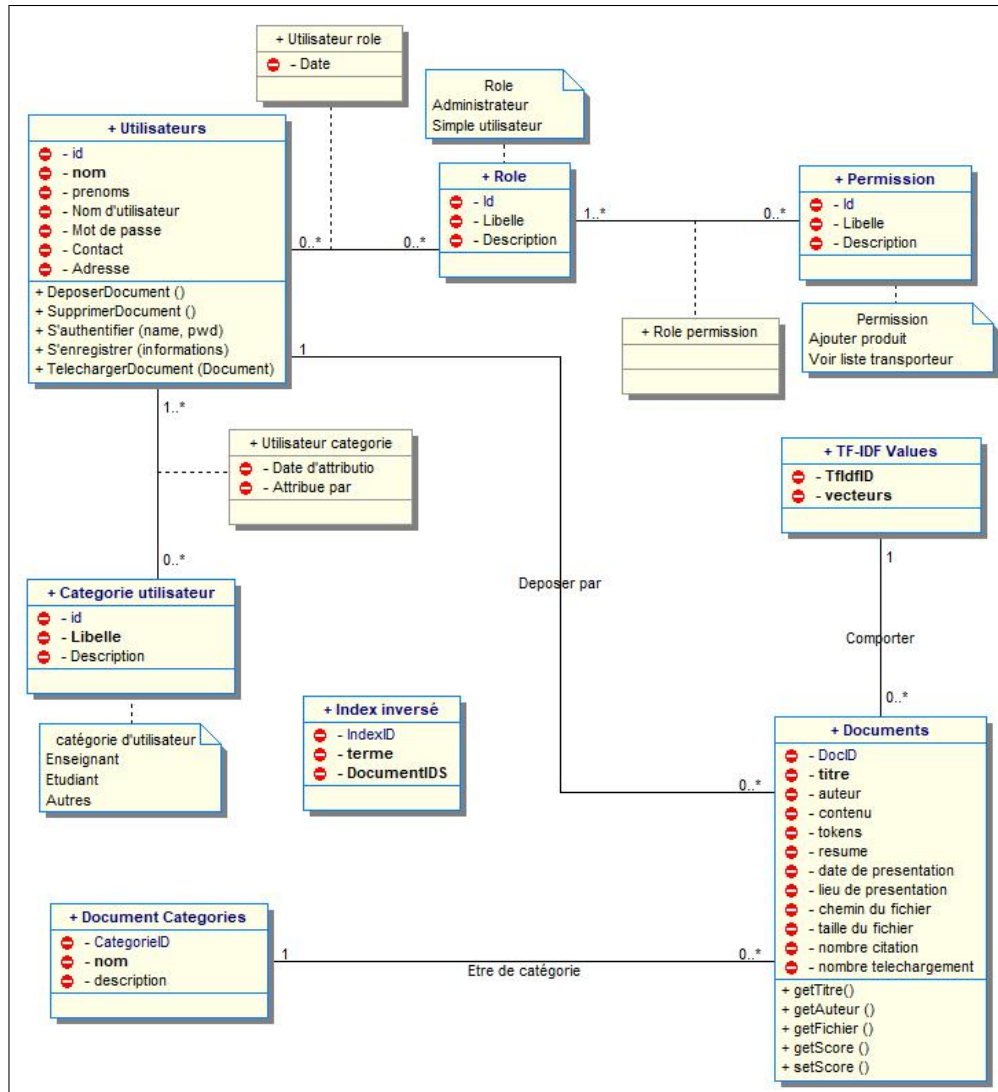 + Utilisateur role
- Date
Role
Administrateur
Simple utilisateur
+ Utilisateurs
- id
- nom
- prenoms
- Nom d'utilisateur
- Mot de passe
- Contact
- Adresse
+ DeposerDocument ()
+ SupprimerDocument ()
+ S'authentifier (name, pwd)
+ S'enregistrer (informations)
+ TelechargerDocument (Document)
0..*
0..*
+ Role
- Id
- Libelle
- Description
1..*
0..*
+ Permission
- Id
- Libelle
- Description
+ Role permission
Permission
Ajouter produit
Voir liste transporteur
1
1..*
+ Utilisateur categorie
- Date d'attributio
- Attribue par
0..*
+ TF-IDF Values
- TfIdfID
- vecteurs
1
Deposer par
Comporter
0..*
+ Categorie utilisateur
- id
- Libelle
- Description
catégorie d'utilisateur
Enseignant
Etudiant
Autres
+ Index inversé
- IndexID
- terme
- DocumentIDS
0..*
+ Documents
- DocID
- titre
- auteur
- contenu
- tokens
- resume
- date de presentation
- lieu de presentation
- chemin du fichier
- taille du fichier
- nombre citation
- nombre telechargement
+ getTitre()
+ getAuteur ()
+ getFichier ()
+ getScore ()
+ setScore ()
+ Document Categories
- CategorieID
- nom
- description
1
Etre de catégorie
0..*